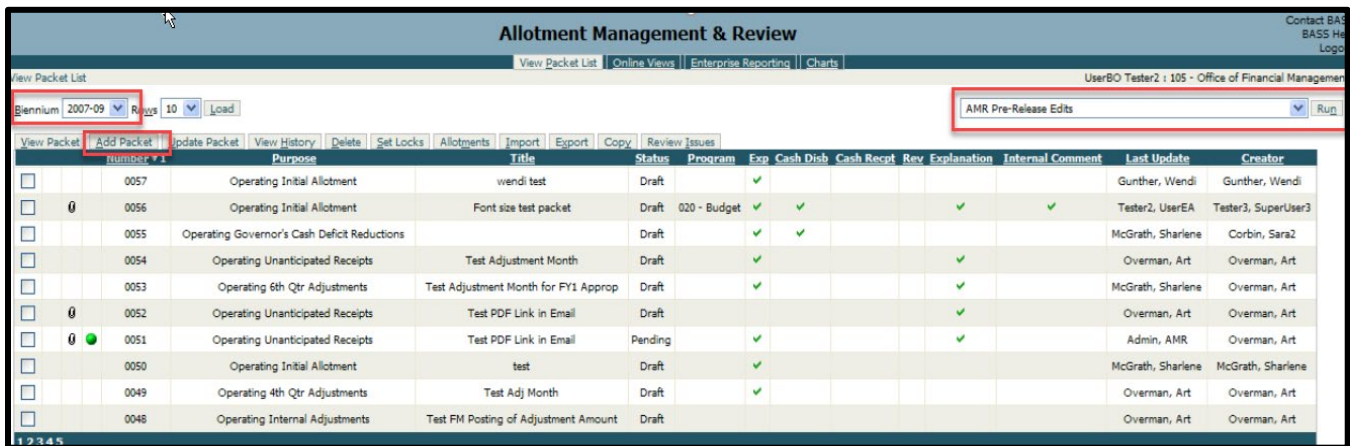 Contact BAS
Allotment Management & Review
BASS He
Logo
View Packet List Online Views Enterprise Reporting Charts
View Packet List
UserBO Tester2 : 105 - Office of Financial Managemen
Biennium 2007-09 Rows 10 Load
AMR Pre-Release Edits Run
View Packet Add Packet Update Packet View History Delete Set Locks Allotments Import Export Copy Review Issues
Number 1 Purpose Title Status Program Exp Cash Disb Cash Recpt Rev Explanation Internal Comment Last Update Creator
0057 Operating Initial Allotment wendi test Draft Gunther, Wendi Gunther, Wendi
0056 Operating Initial Allotment Font size test packet Draft 020 - Budget Tester2, UserEA Tester3, SuperUser3
0055 Operating Governor's Cash Deficit Reductions Draft McGrath, Sharlene Corbin, Sara2
0054 Operating Unanticipated Receipts Test Adjustment Month Draft Overman, Art Overman, Art
0053 Operating 6th Qtr Adjustments Test Adjustment Month for FY1 Approp Draft McGrath, Sharlene Overman, Art
0052 Operating Unanticipated Receipts Test PDF Link in Email Draft Overman, Art Overman, Art
0051 Operating Unanticipated Receipts Test PDF Link in Email Pending Admin, AMR Overman, Art
0050 Operating Initial Allotment test Draft McGrath, Sharlene McGrath, Sharlene
0049 Operating 4th Qtr Adjustments Test Adj Month Draft Overman, Art Overman, Art
0048 Operating Internal Adjustments Test FM Posting of Adjustment Amount Draft Overman, Art Overman, Art
1 2 3 4 5